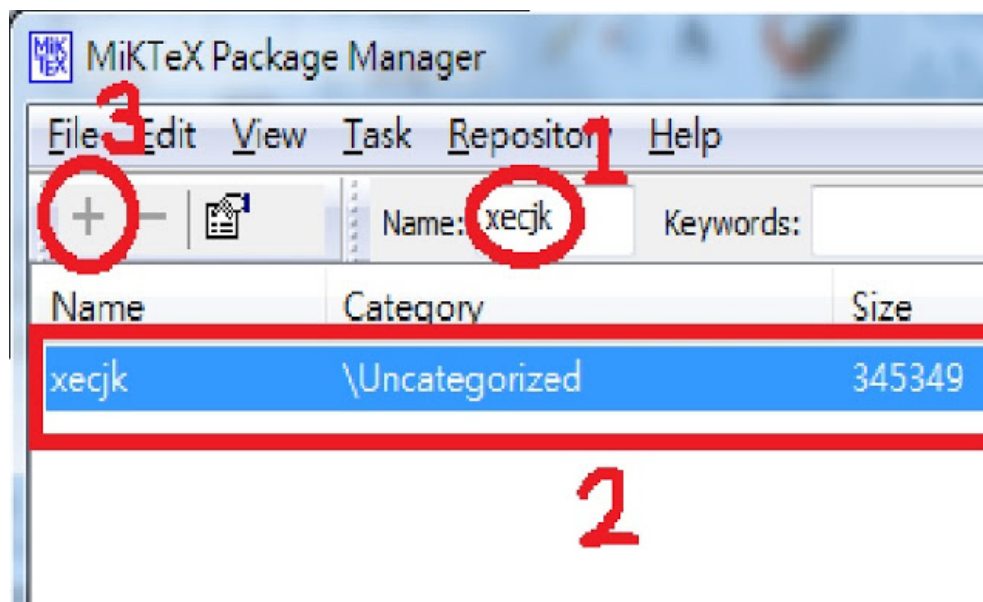 MiKTeX MiKTeX Package Manager
3
File Edit View Task Repository Help
1
Name: xecjk Keywords:
Name Category Size
xecjk \Uncategorized 345349
2